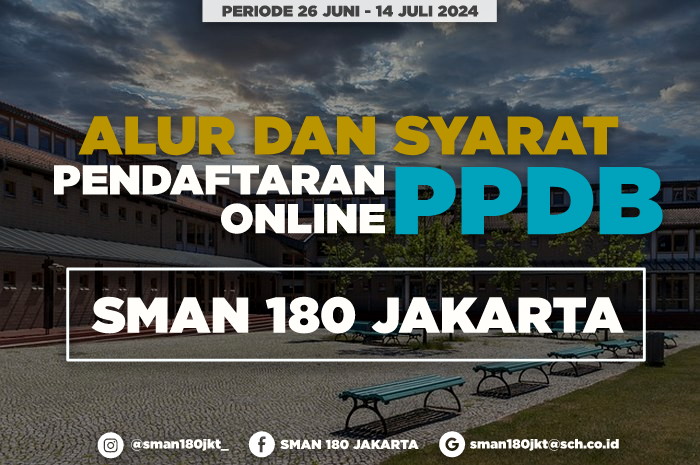 PERIODE 26 JUNI - 14 JULI 2024
ALUR DAN SYARAT
PENDAFTARAN
ONLINE
PPDB
SMAN 180 JAKARTA
@sman180jkt_
SMAN 180 JAKARTA
sman180jkt@sch.co.id